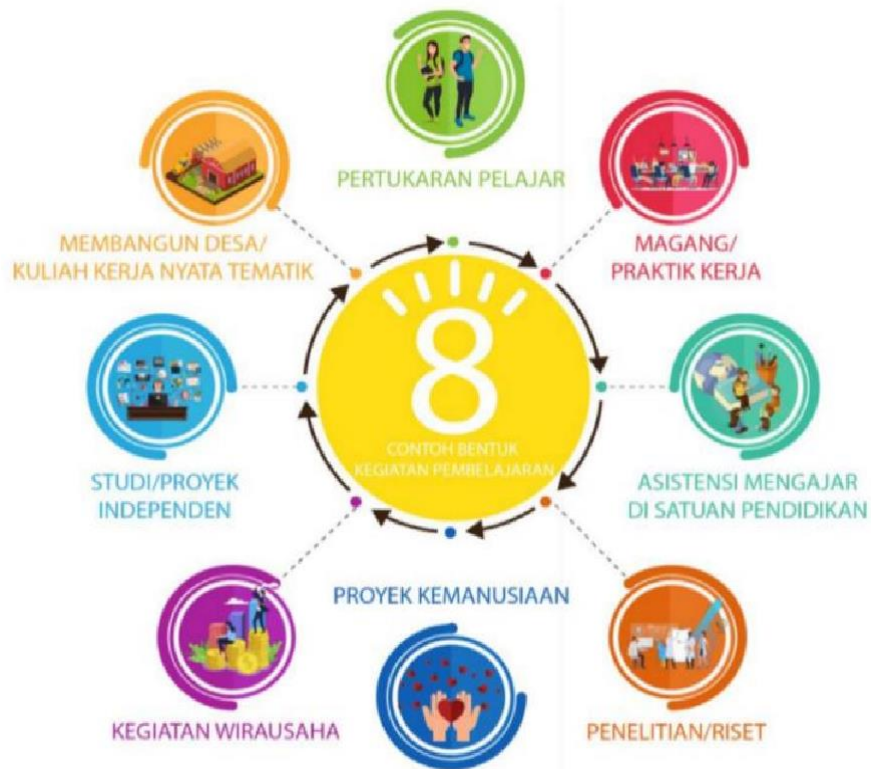 PERTUKARAN PELAJAR
MAGANG/
PRAKTIK KERJA
ASISTENSI MENGAJAR
DI SATUAN PENDIDIKAN
PENELITIAN/RISET
PROYEK KEMANUSIAAN
KEGIATAN WIRAUSAHA
STUDI/PROYEK
INDEPENDEN
MEMBANGUN DESA/
KULIAH KERJA NYATA TEMATIK
8
CONTOH BENTUK
KEGIATAN PEMBELAJARAN